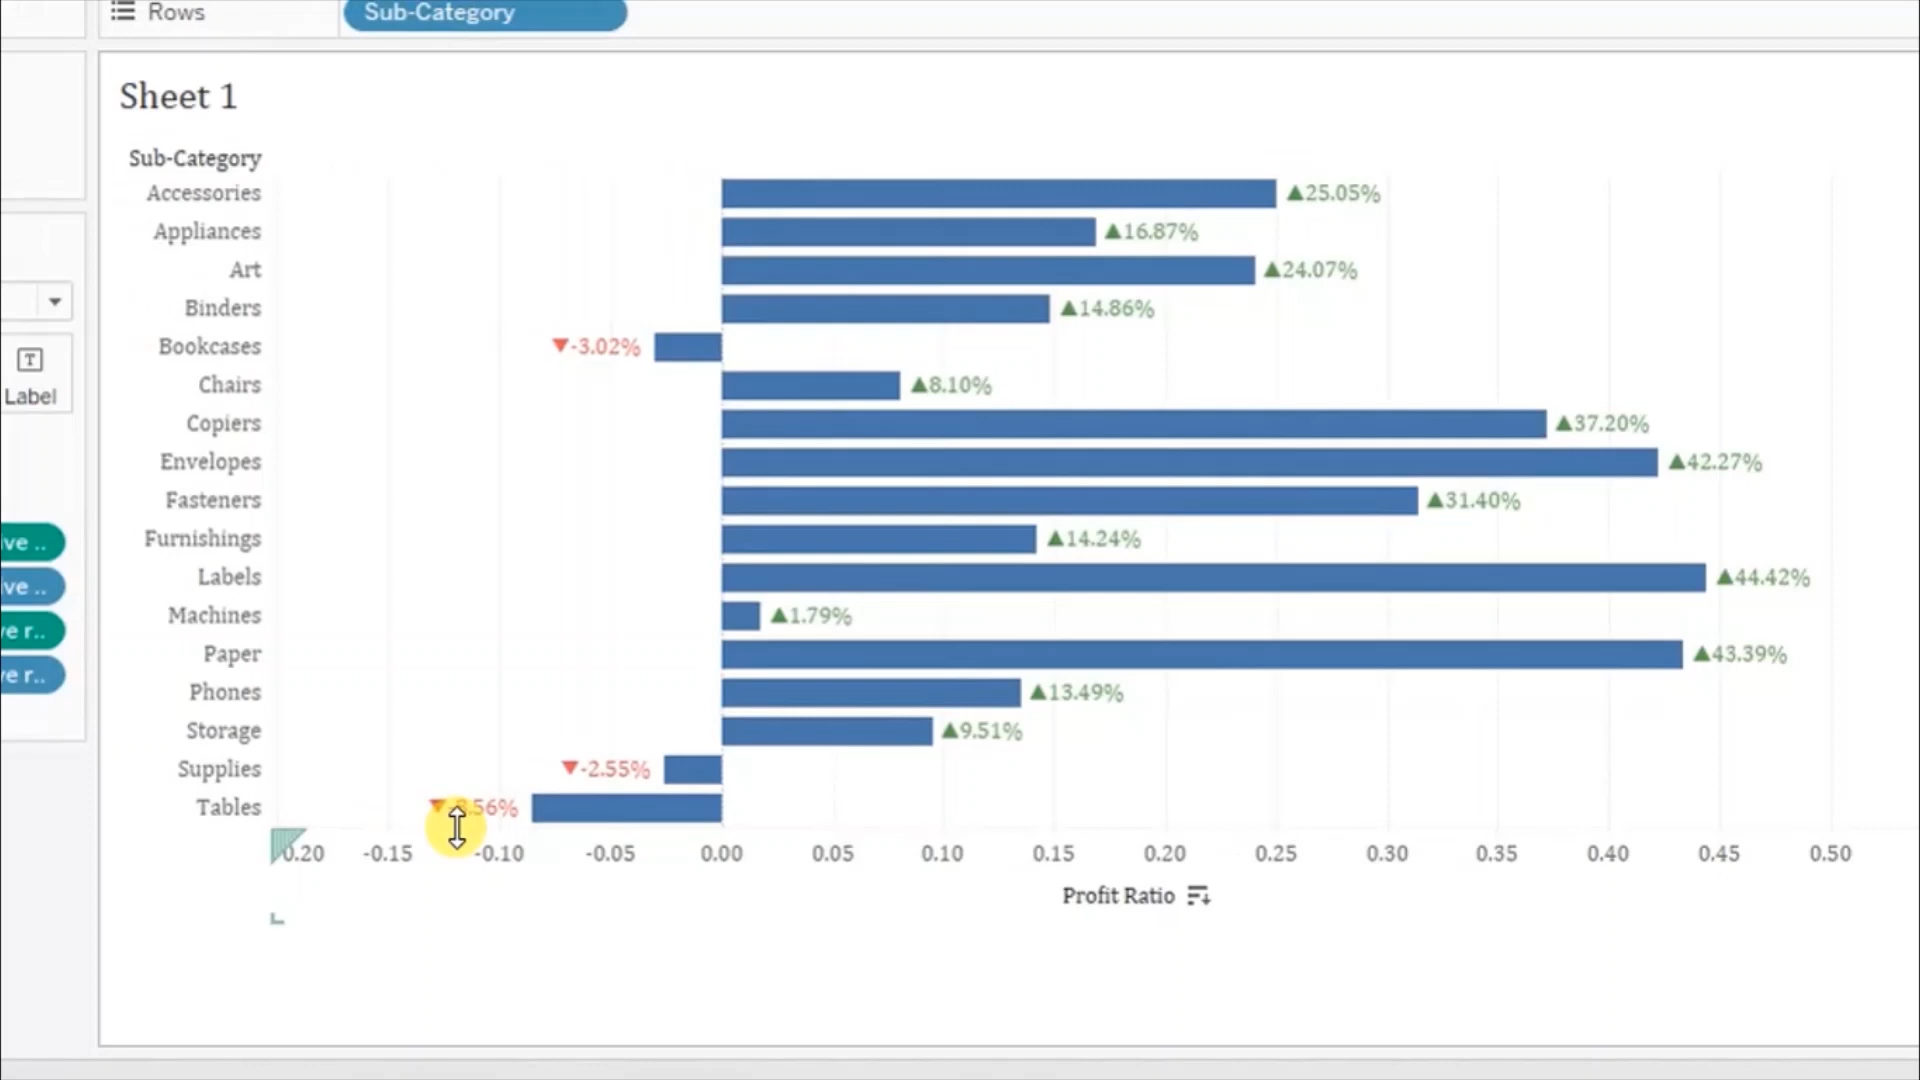 Rows
Sub-Category
Sheet 1
Sub-Category
Accessories ▲25.05%
Appliances ▲16.87%
Art ▲24.07%
Binders ▲14.86%
Bookcases ▼-3.02%
Chairs ▲8.10%
Copiers ▲37.20%
Envelopes ▲42.27%
Fasteners ▲31.40%
Furnishings ▲14.24%
Labels ▲44.42%
Machines ▲1.79%
Paper ▲43.39%
Phones ▲13.49%
Storage ▲9.51%
Supplies ▼-2.55%
Tables
0.20 -0.15 -0.10 -0.05 0.00 0.05 0.10 0.15 0.20 0.25 0.30 0.35 0.40 0.45 0.50
Profit Ratio
T
Label
ve ..
ve ..
e r..
e r..